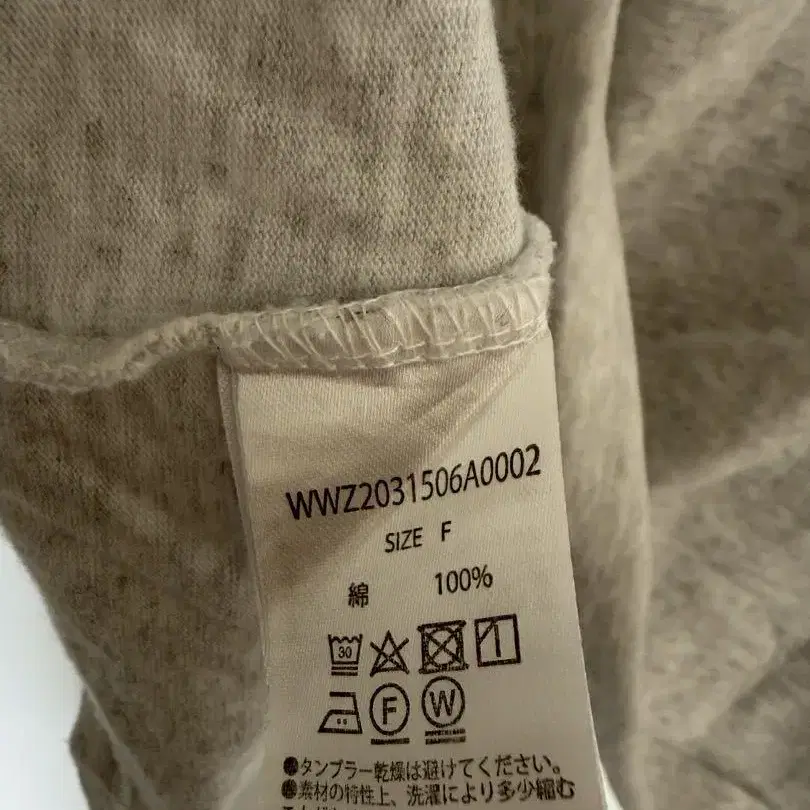 WWZ2031506A0002
SIZE F
綿 100%
30
F W
●タンブラー乾燥は避けてください。
●素材の特性上、洗濯により多少縮む